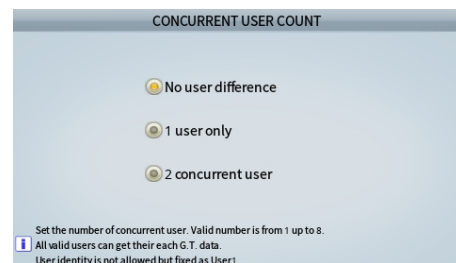 CONCURRENT USER COUNT
No user difference
1 user only
2 concurrent user
Set the number of concurrent user. Valid number is from 1 up to 8.
All valid users can get their each G.T. data.
User identity is not allowed but fixed as User1